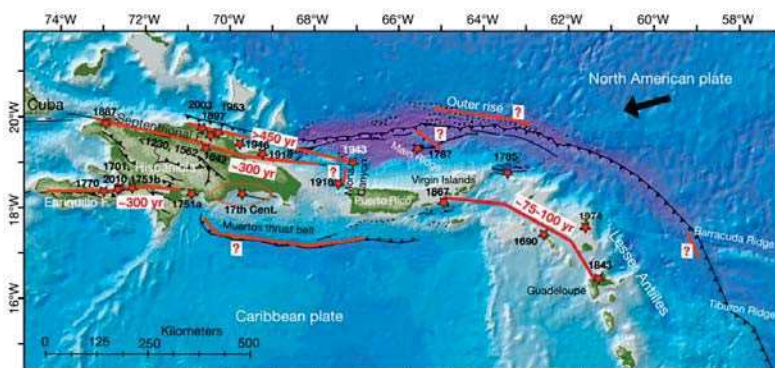 74° 72° 70° 68° 66° 64° 62° 60° 58°W
20°W
18°W
16°W
North American plate
Outer rise
?
Cuba
1887
2003
1953
1897
Septentrional F.
>450 yr
1946
1943
<1230, 1562
1842
1916
~300 yr
?
?
1787
1785
1701,
2010
1751b
Hispaniola
1770
Enriquillo F.
~300 yr
1751a
17th Cent.
1918
Mona
Puerto Rico
Virgin Islands
1867
~75-100 yr
1974
1690
Lesser Antilles
1843
Guadeloupe
Muertos thrust belt
?
?
Barracuda Ridge
Tiburon Ridge
Caribbean plate
Kilometers
0 125 250 500